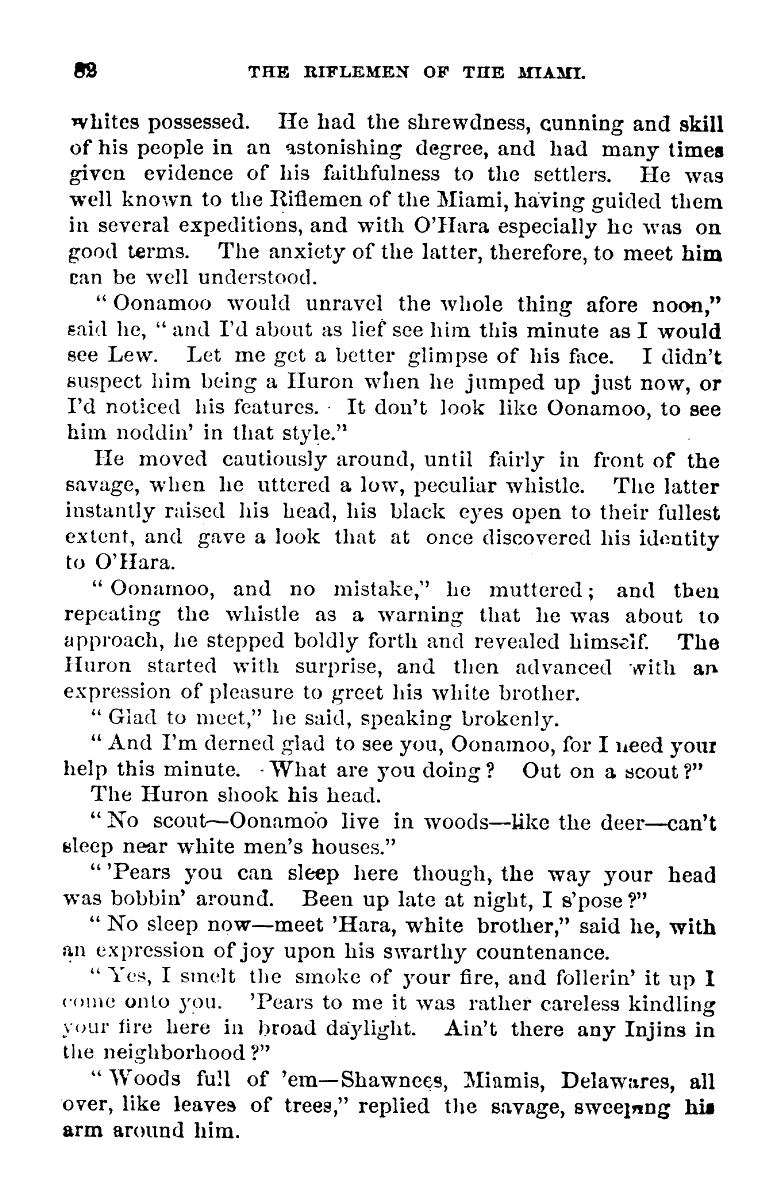 82 THE RIFLEMEN OF THE MIAMI.
whites possessed. He had the shrewdness, cunning and skill
of his people in an astonishing degree, and had many times
given evidence of his faithfulness to the settlers. He was
well known to the Riflemen of the Miami, having guided them
in several expeditions, and with O'Hara especially he was on
good terms. The anxiety of the latter, therefore, to meet him
can be well understood.
"Oonamoo would unravel the whole thing afore noon,"
said he, "and I'd about as lief see him this minute as I would
see Lew. Let me get a better glimpse of his face. I didn't
suspect him being a Huron when he jumped up just now, or
I'd noticed his features. It don't look like Oonamoo, to see
him noddin' in that style."
He moved cautiously around, until fairly in front of the
savage, when he uttered a low, peculiar whistle. The latter
instantly raised his head, his black eyes open to their fullest
extent, and gave a look that at once discovered his identity
to O'Hara.
"Oonamoo, and no mistake," he muttered; and then
repeating the whistle as a warning that he was about to
approach, he stepped boldly forth and revealed himself. The
Huron started with surprise, and then advanced with an
expression of pleasure to greet his white brother.
"Glad to meet," he said, speaking brokenly.
"And I'm derned glad to see you, Oonamoo, for I need your
help this minute. What are you doing? Out on a scout?"
The Huron shook his head.
"No scout—Oonamoo live in woods—like the deer—can't
sleep near white men's houses."
"'Pears you can sleep here though, the way your head
was bobbin' around. Been up late at night, I s'pose?"
"No sleep now—meet 'Hara, white brother," said he, with
an expression of joy upon his swarthy countenance.
"Yes, I smelt the smoke of your fire, and follerin' it up I
come onto you. 'Pears to me it was rather careless kindling
your fire here in broad daylight. Ain't there any Injins in
the neighborhood?"
"Woods full of 'em—Shawnees, Miamis, Delawares, all
over, like leaves of trees," replied the savage, sweeping his
arm around him.